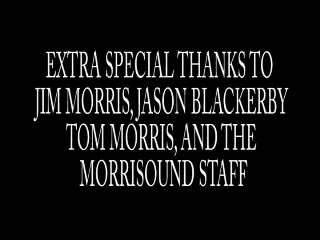 EXTRA SPECIAL THANKS TO
JIM MORRIS, JASON BLACKERBY
TOM MORRIS, AND THE
MORRISOUND STAFF